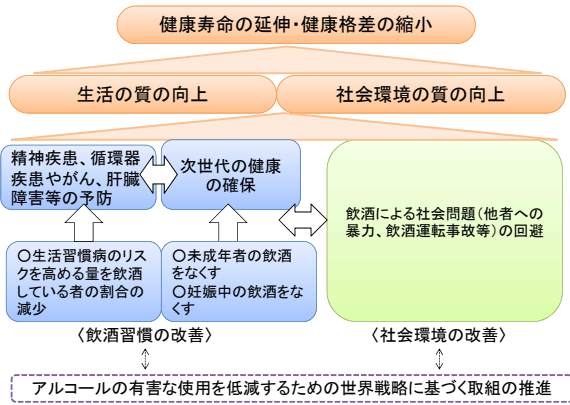 健康寿命の延伸・健康格差の縮小
生活の質の向上
社会環境の質の向上
精神疾患、循環器
疾患やがん、肝臓
障害等の予防
次世代の健康
の確保
飲酒による社会問題(他者への
暴力、飲酒運転事故等)の回避
〇生活習慣病のリス
クを高める量を飲酒
している者の割合の
減少
〇未成年者の飲酒
をなくす
〇妊娠中の飲酒をな
くす
〈飲酒習慣の改善〉
〈社会環境の改善〉
アルコールの有害な使用を低減するための世界戦略に基づく取組の推進